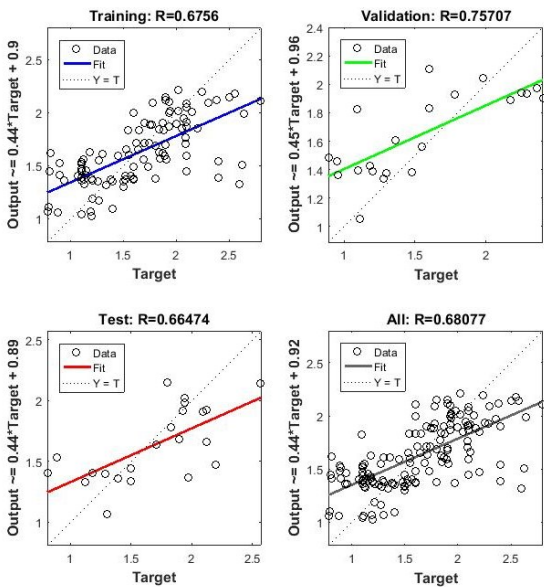 Training: R=0.6756
Output ~= 0.44*Target + 0.9
2.5
2
1.5
1
Data
Fit
Y = T
1
1.5
2
2.5
Target
Validation: R=0.75707
Output ~= 0.45*Target + 0.96
2.4
2.2
2
1.8
1.6
1.4
1.2
1
Data
Fit
Y = T
1
1.5
2
Target
Test: R=0.66474
Output ~= 0.44*Target + 0.89
2.5
2
1.5
1
Data
Fit
Y = T
1
1.5
2
2.5
Target
All: R=0.68077
Output ~= 0.44*Target + 0.92
2.5
2
1.5
1
Data
Fit
Y = T
1
1.5
2
2.5
Target